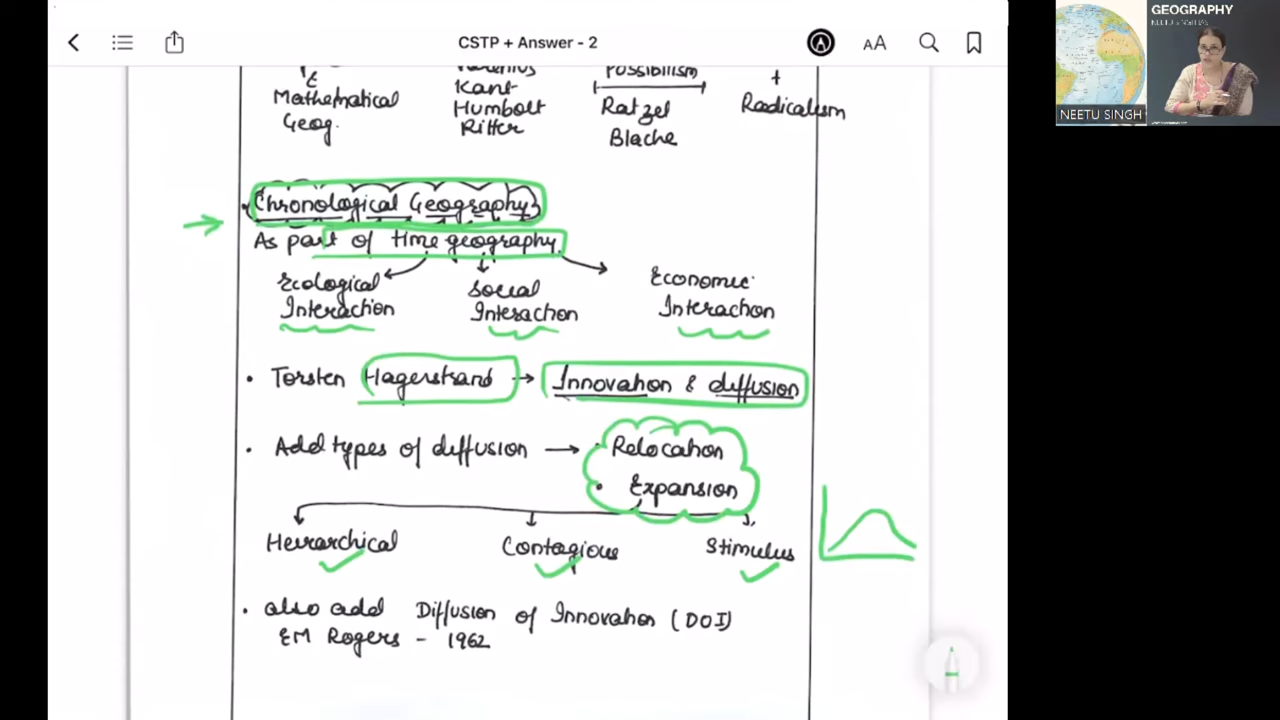 CSTP + Answer - 2
AA
GEOGRAPHY
NEETU SINGH
Possibilism
&
Kant
+
Mathematical
Humbolt
Ratzel
Radicalism
Geog.
Ritter
Blache
• Chronological Geography
As part of time geography.
Ecological
Interaction
Social
Interaction
Economic
Interaction
• Torsten Hagerstrand → Innovation & diffusion
• Add types of diffusion → • Relocation
• Expansion
Heirarchical
Contagious
Stimulus
• also add Diffusion of Innovation (DOI)
EM Rogers - 1962